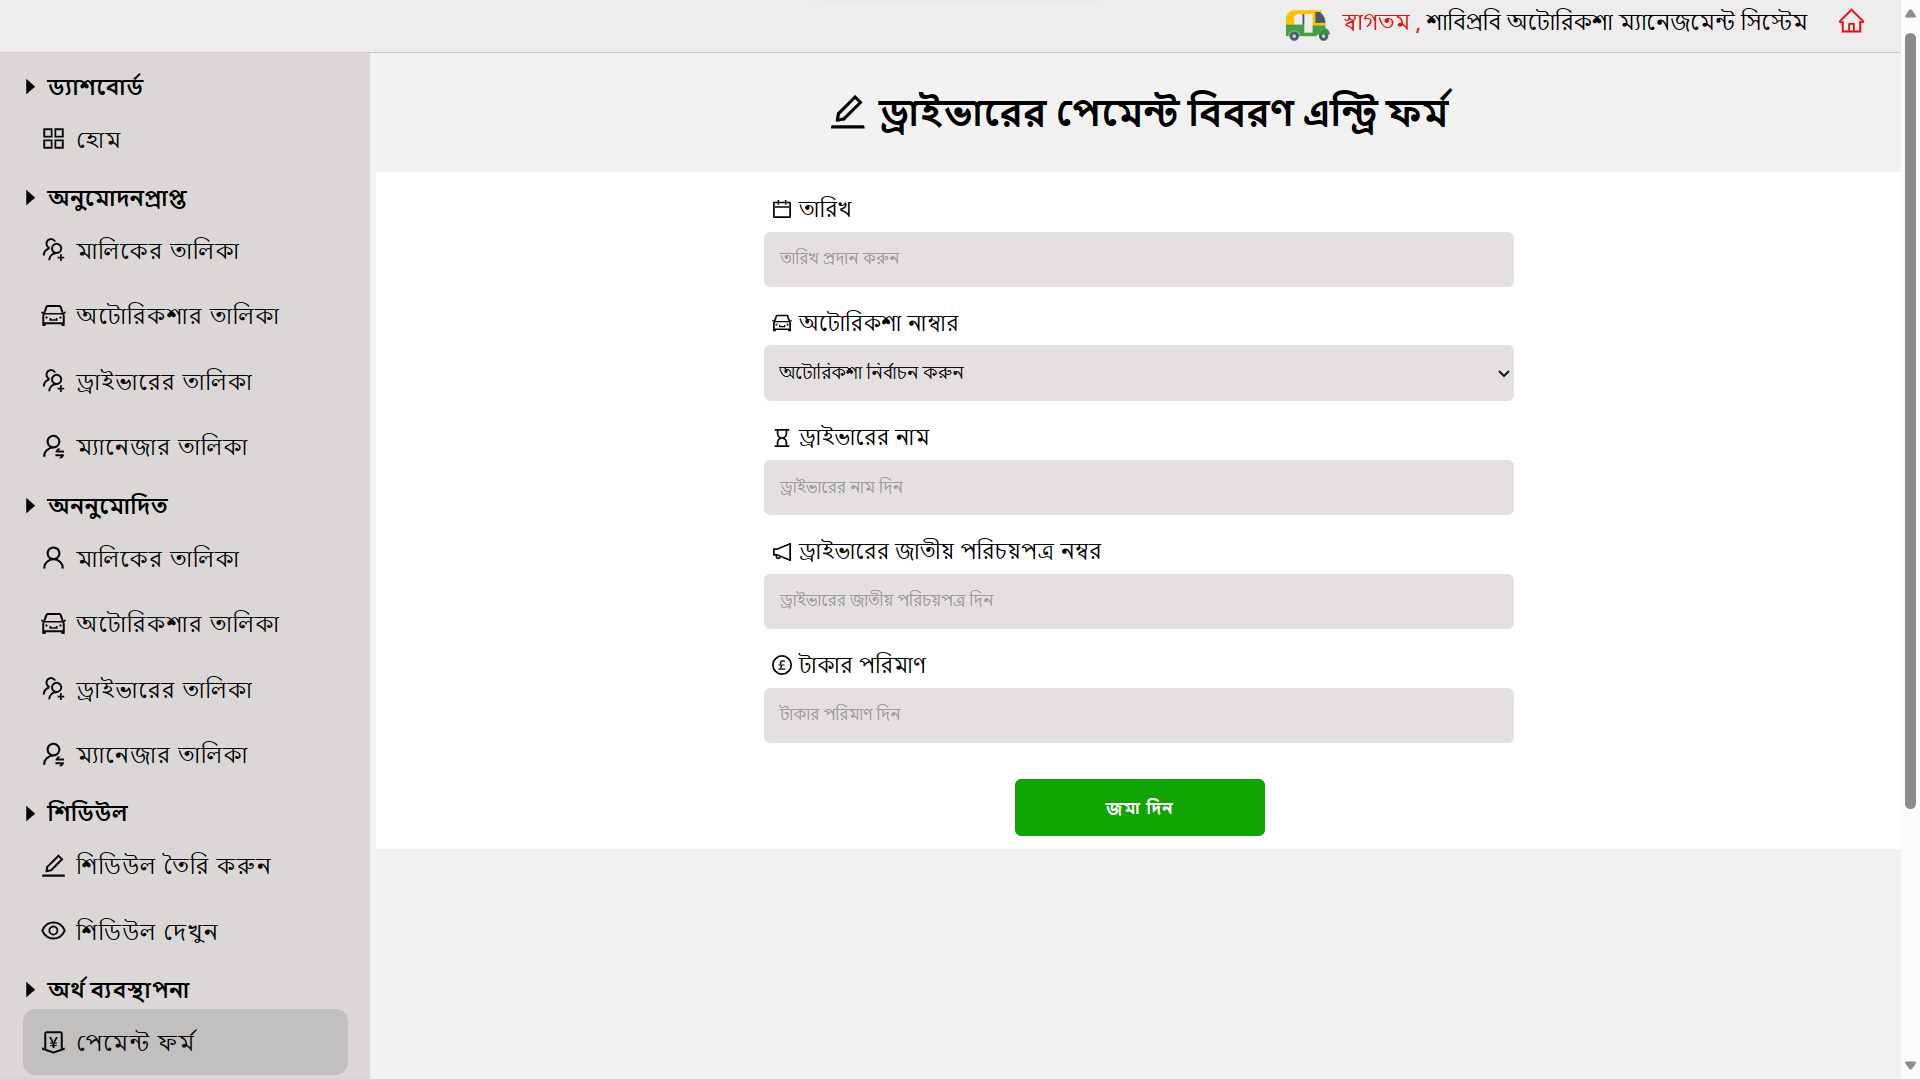 স্বাগতম , শাবিপ্রবি অটোরিকশা ম্যানেজমেন্ট সিস্টেম
ড্যাশবোর্ড
হোম
অনুমোদনপ্রাপ্ত
মালিকের তালিকা
অটোরিকশার তালিকা
ড্রাইভারের তালিকা
ম্যানেজার তালিকা
অননুমোদিত
মালিকের তালিকা
অটোরিকশার তালিকা
ড্রাইভারের তালিকা
ম্যানেজার তালিকা
শিডিউল
শিডিউল তৈরি করুন
শিডিউল দেখুন
অর্থ ব্যবস্থাপনা
পেমেন্ট ফর্ম
ড্রাইভারের পেমেন্ট বিবরণ এন্ট্রি ফর্ম
তারিখ
তারিখ প্রদান করুন
অটোরিকশা নাম্বার
অটোরিকশা নির্বাচন করুন
ড্রাইভারের নাম
ড্রাইভারের নাম দিন
ড্রাইভারের জাতীয় পরিচয়পত্র নম্বর
ড্রাইভারের জাতীয় পরিচয়পত্র দিন
টাকার পরিমাণ
টাকার পরিমাণ দিন
জমা দিন